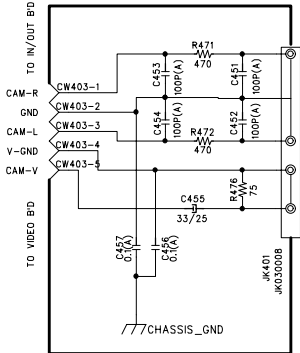 TO IN/OUT B'D
CAM-R
GND
CAM-L
V-GND
CAM-V
TO VIDEO B'D
CW403-1
CW403-2
CW403-3
CW403-4
CW403-5
R471
470
C453
100P(A)
C451
100P(A)
C454
100P(A)
C452
100P(A)
R472
470
R476
75
C455
33/25
C457
0.1(A)
C456
0.1(A)
JK401
JK030008
CHASSIS_GND